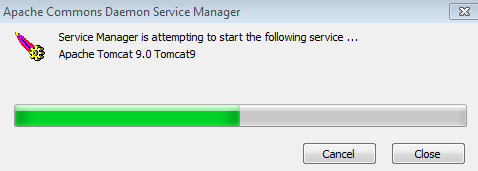 Apache Commons Daemon Service Manager
Service Manager is attempting to start the following service ...
Apache Tomcat 9.0 Tomcat9
Cancel
Close